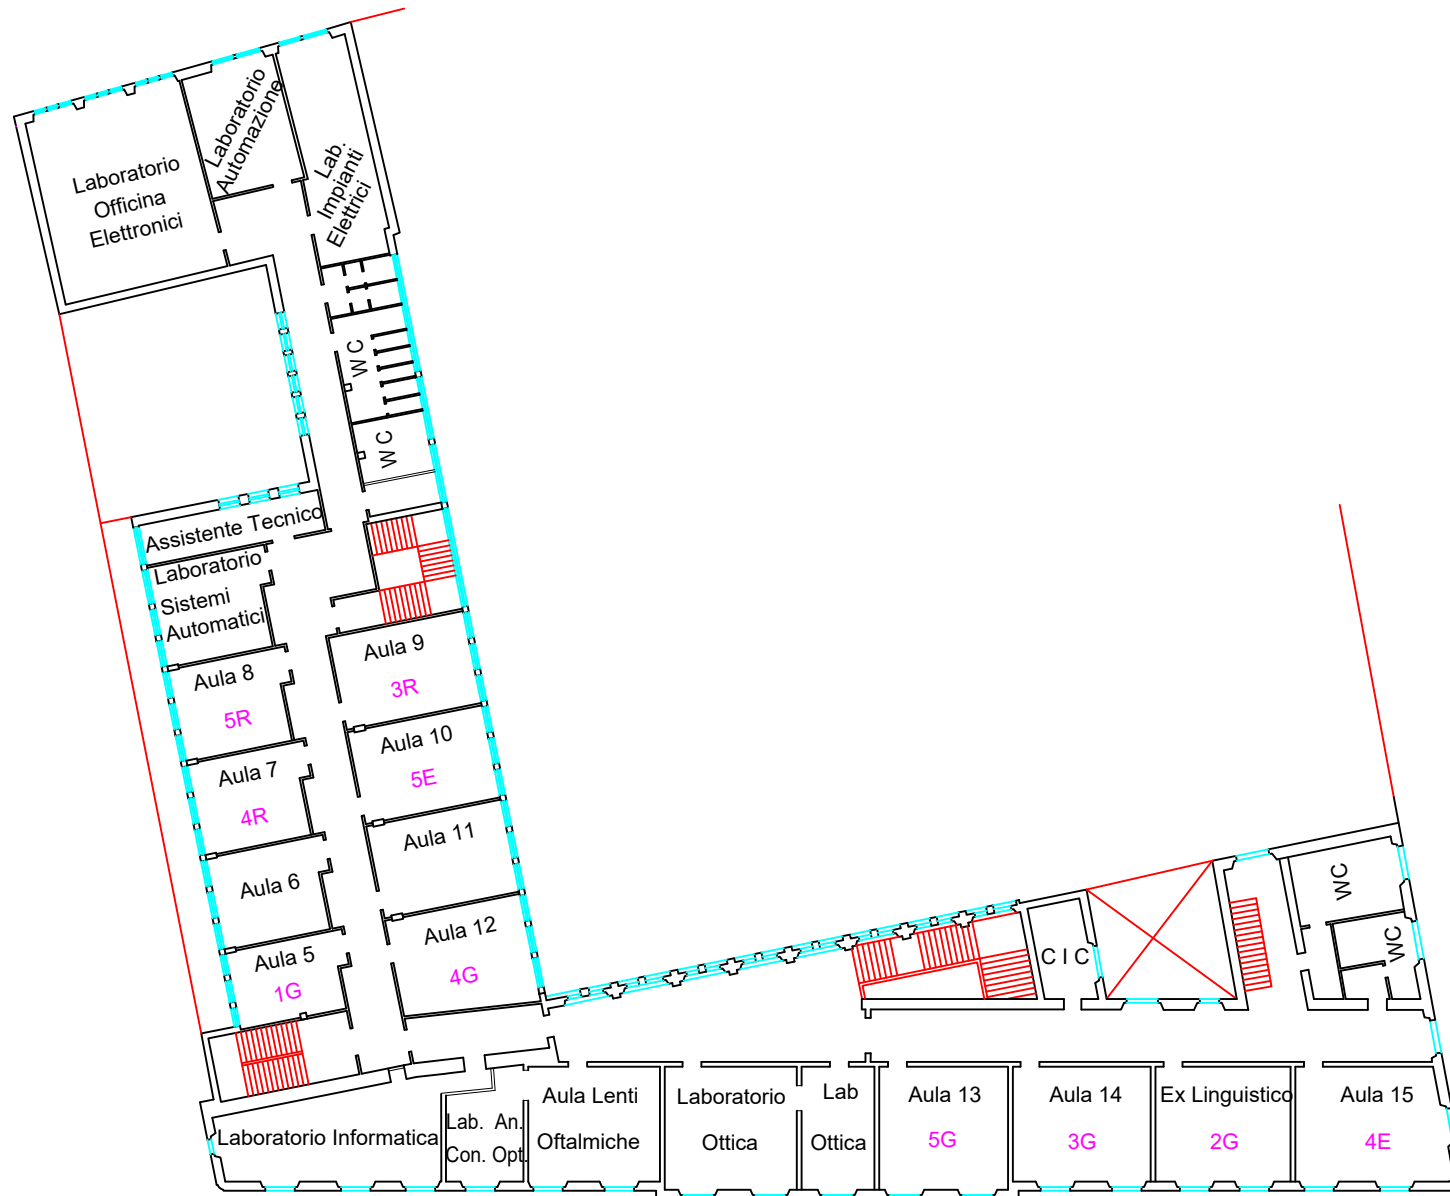 Laboratorio
Officina
Elettronici
Laboratorio
Automazione
Lab.
Impianti
Elettrici
WC
WC
Assistente Tecnico
Laboratorio
Sistemi
Automatici
Aula 8
5R
Aula 9
3R
Aula 7
4R
Aula 10
5E
Aula 6
Aula 11
Aula 5
1G
Aula 12
4G
CIC
WC
WC
Laboratorio Informatica
Lab. An.
Con. Opt.
Aula Lenti
Oftalmiche
Laboratorio
Ottica
Lab
Ottica
Aula 13
5G
Aula 14
3G
Ex Linguistico
2G
Aula 15
4E